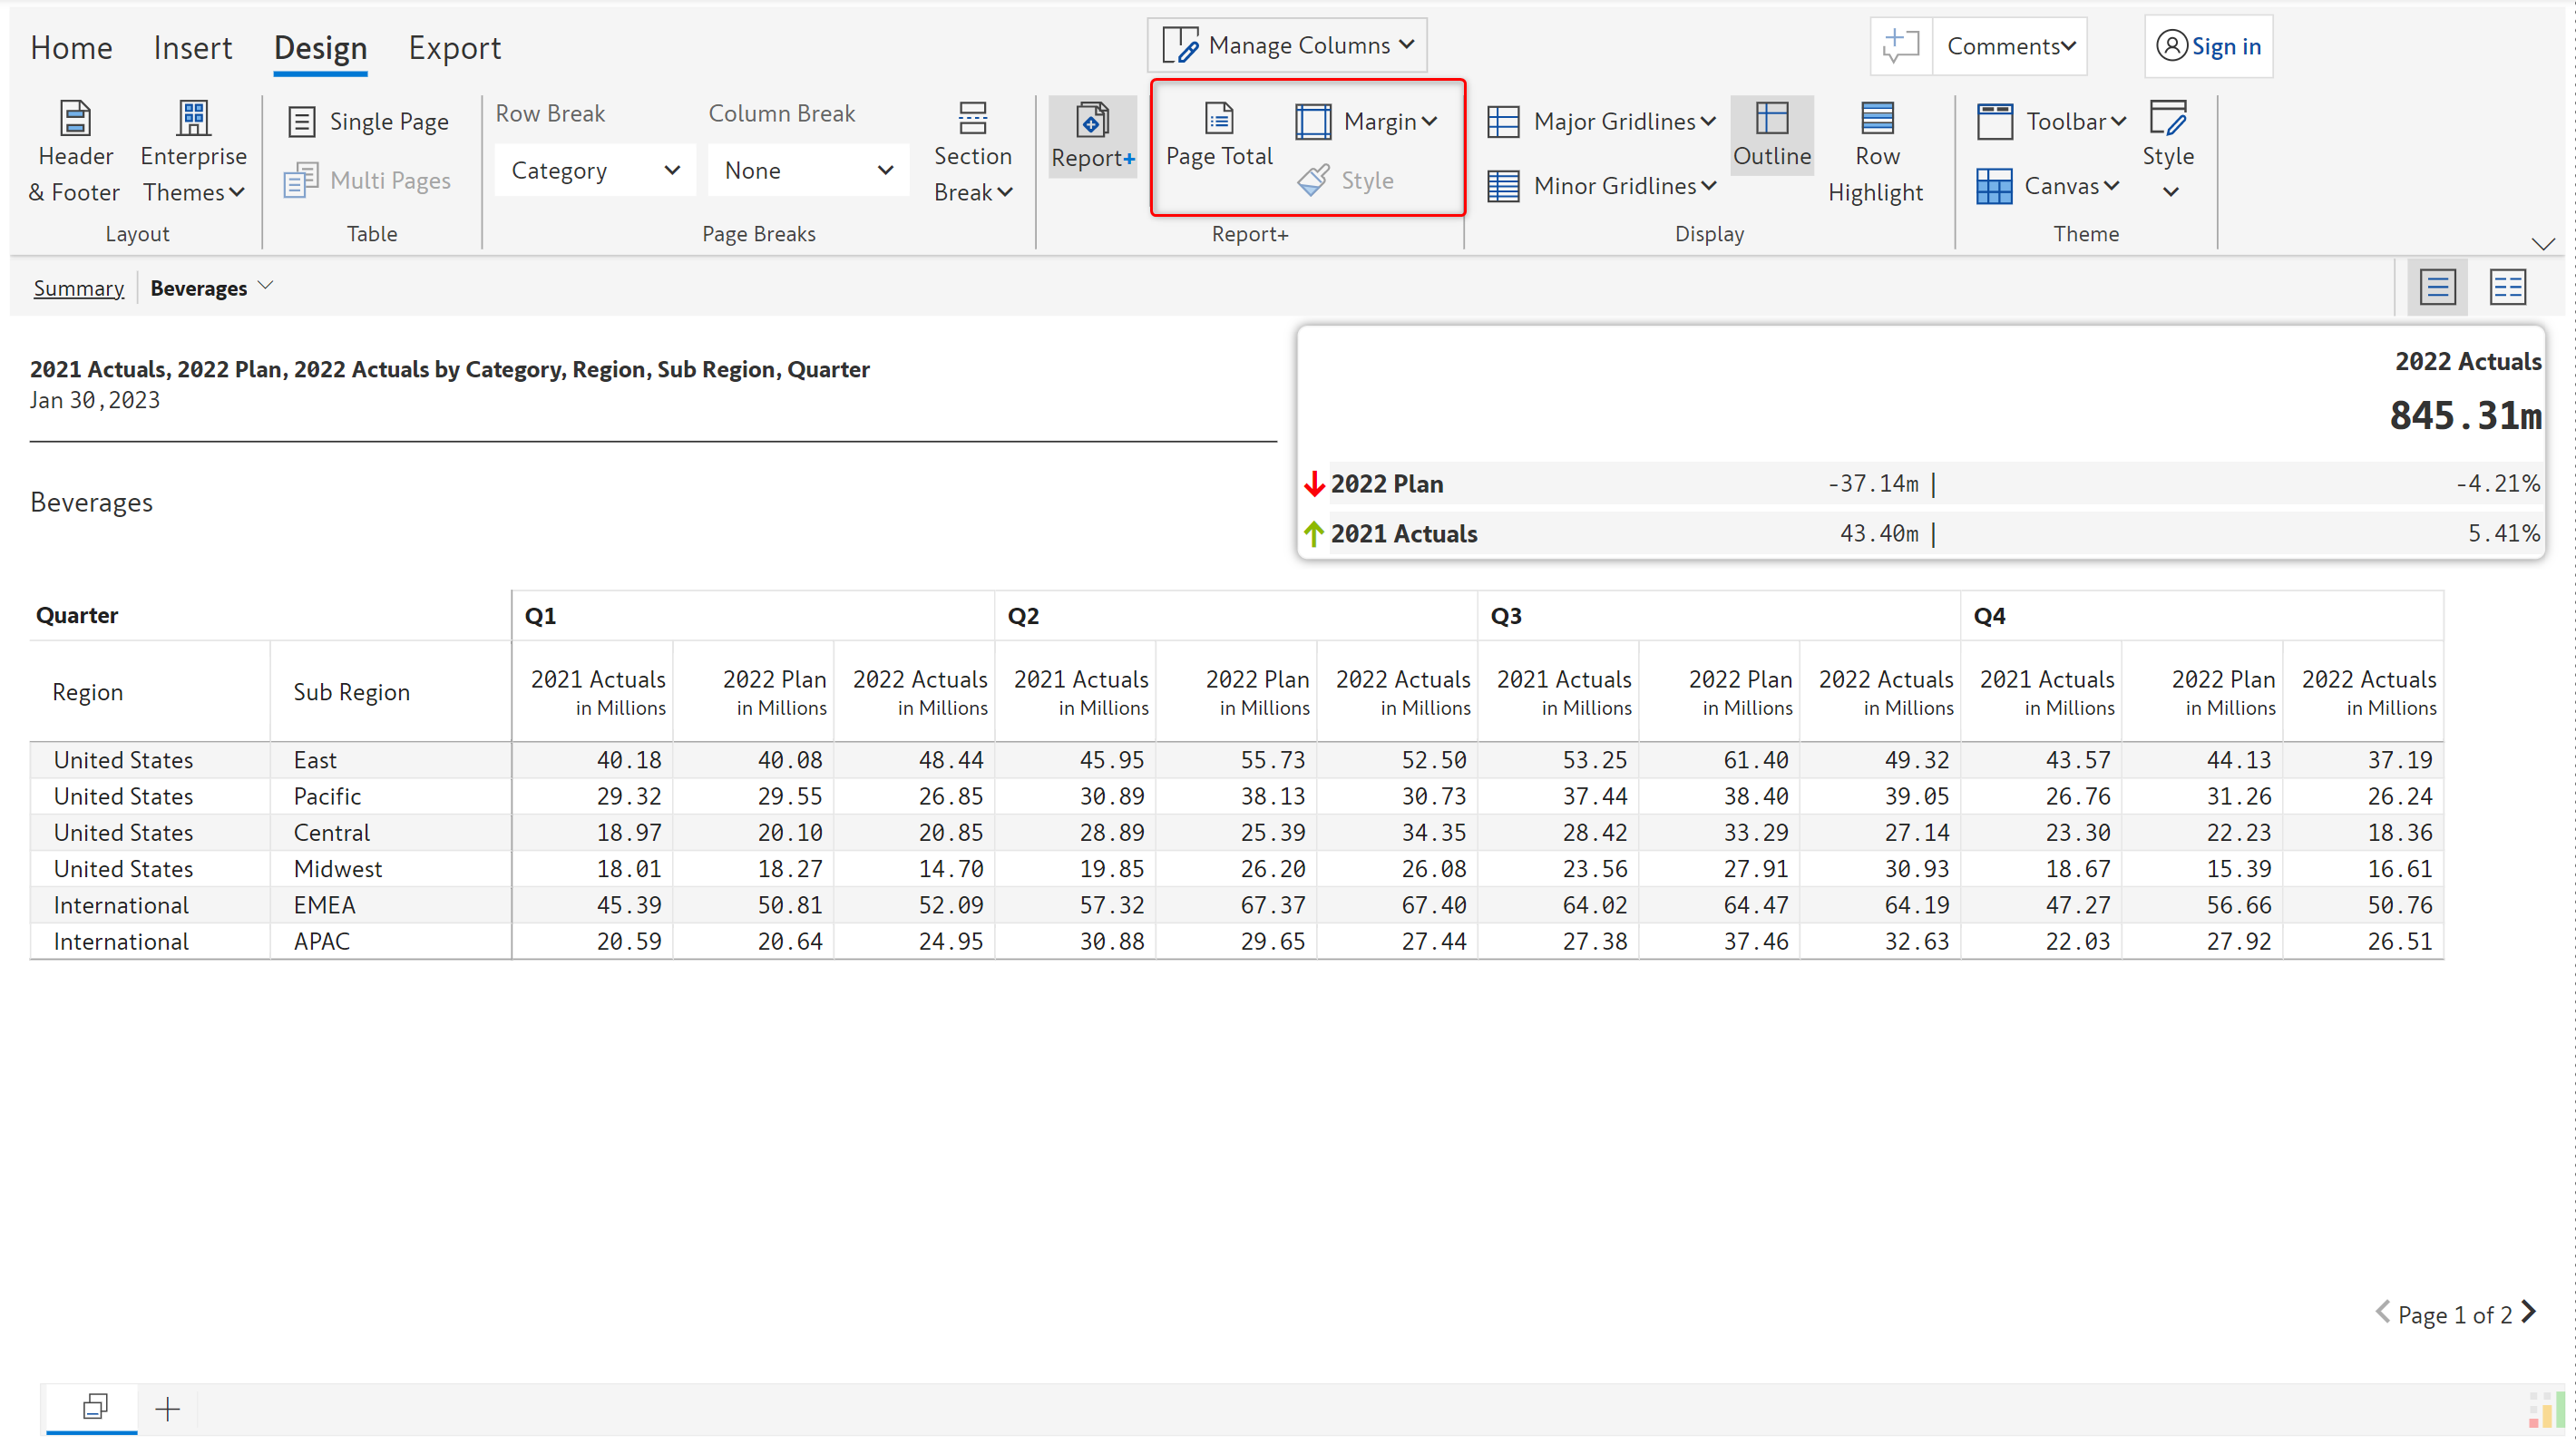 Home Insert Design Export Manage Columns Comments Sign in
Header & Footer Enterprise Themes Single Page Multi Pages Row Break Category Column Break None Section Break Report+ Page Total Margin Style Major Gridlines Minor Gridlines Outline Row Highlight Toolbar Canvas Style
Layout Table Page Breaks Report+ Display Theme
Summary Beverages
2021 Actuals, 2022 Plan, 2022 Actuals by Category, Region, Sub Region, Quarter
Jan 30,2023
Beverages
2022 Actuals
845.31m
2022 Plan -37.14m | -4.21%
2021 Actuals 43.40m | 5.41%
Quarter Q1 Q2 Q3 Q4
Region Sub Region 2021 Actuals 2022 Plan 2022 Actuals 2021 Actuals 2022 Plan 2022 Actuals 2021 Actuals 2022 Plan 2022 Actuals 2021 Actuals 2022 Plan 2022 Actuals
in Millions in Millions in Millions in Millions in Millions in Millions in Millions in Millions in Millions in Millions in Millions in Millions
United States East 40.18 40.08 48.44 45.95 55.73 52.50 53.25 61.40 49.32 43.57 44.13 37.19
United States Pacific 29.32 29.55 26.85 30.89 38.13 30.73 37.44 38.40 39.05 26.76 31.26 26.24
United States Central 18.97 20.10 20.85 28.89 25.39 34.35 28.42 33.29 27.14 23.30 22.23 18.36
United States Midwest 18.01 18.27 14.70 19.85 26.20 26.08 23.56 27.91 30.93 18.67 15.39 16.61
International EMEA 45.39 50.81 52.09 57.32 67.37 67.40 64.02 64.47 64.19 47.27 56.66 50.76
International APAC 20.59 20.64 24.95 30.88 29.65 27.44 27.38 37.46 32.63 22.03 27.92 26.51
Page 1 of 2